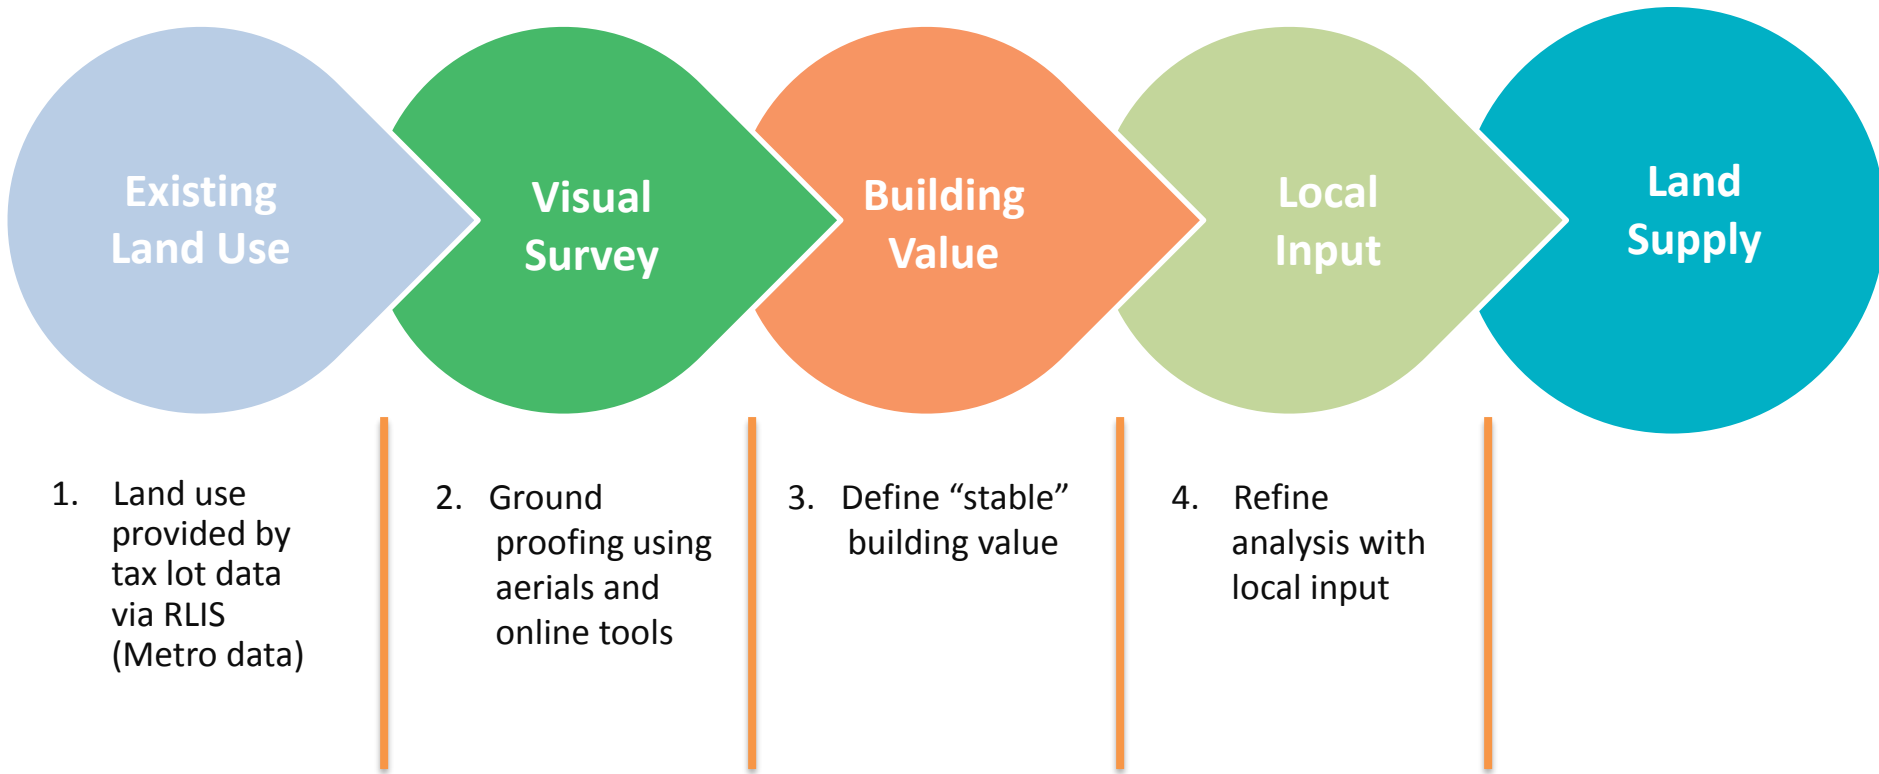 Existing
Land Use
Visual
Survey
Building
Value
Local
Input
Land
Supply
1. Land use
provided by
tax lot data
via RLIS
(Metro data)
2. Ground
proofing using
aerials and
online tools
3. Define “stable”
building value
4. Refine
analysis with
local input